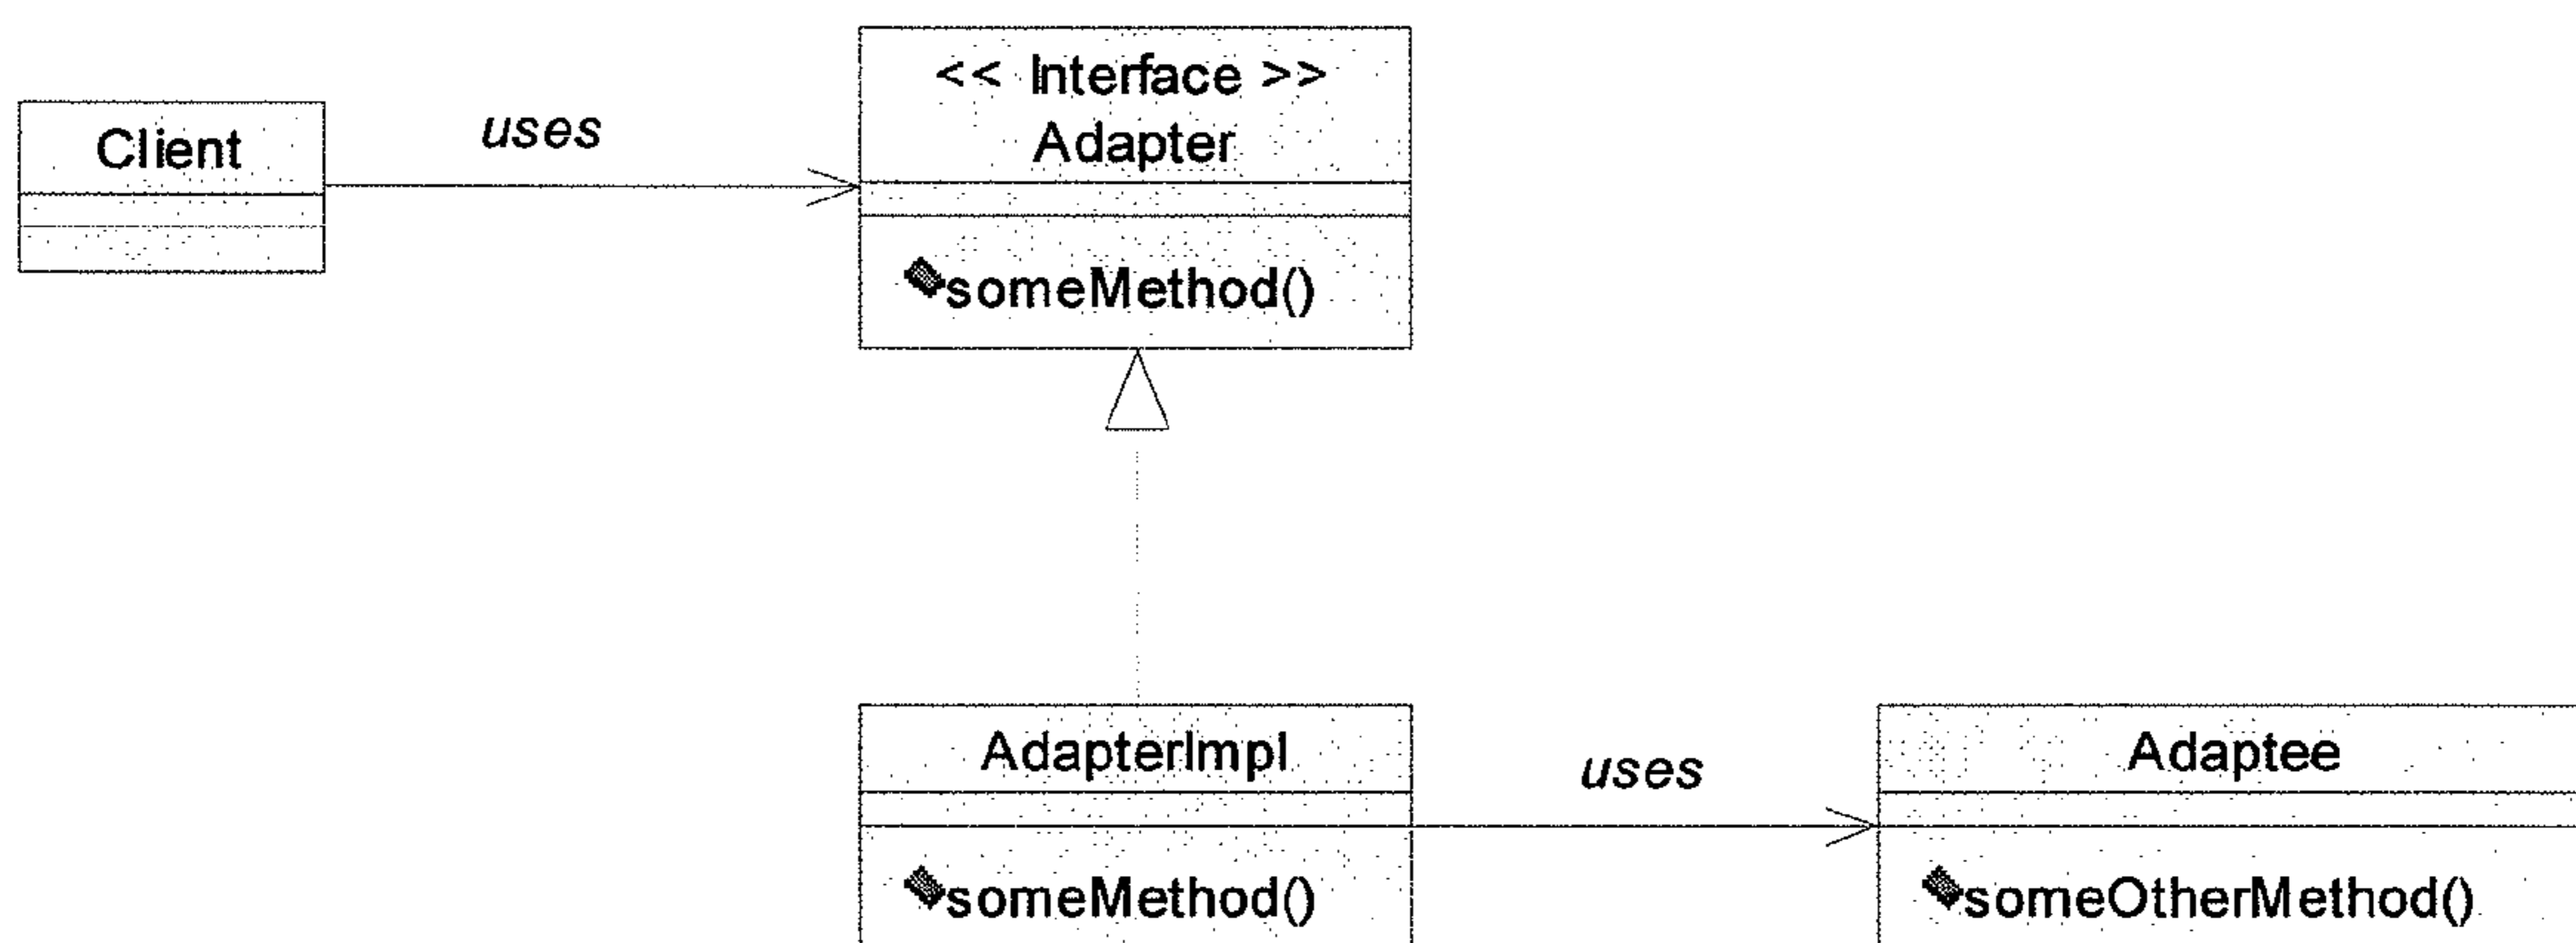 << Interface >>
Client
uses
Adapter
someMethod()
AdapterImpl
uses
Adaptee
someMethod()
someOtherMethod()